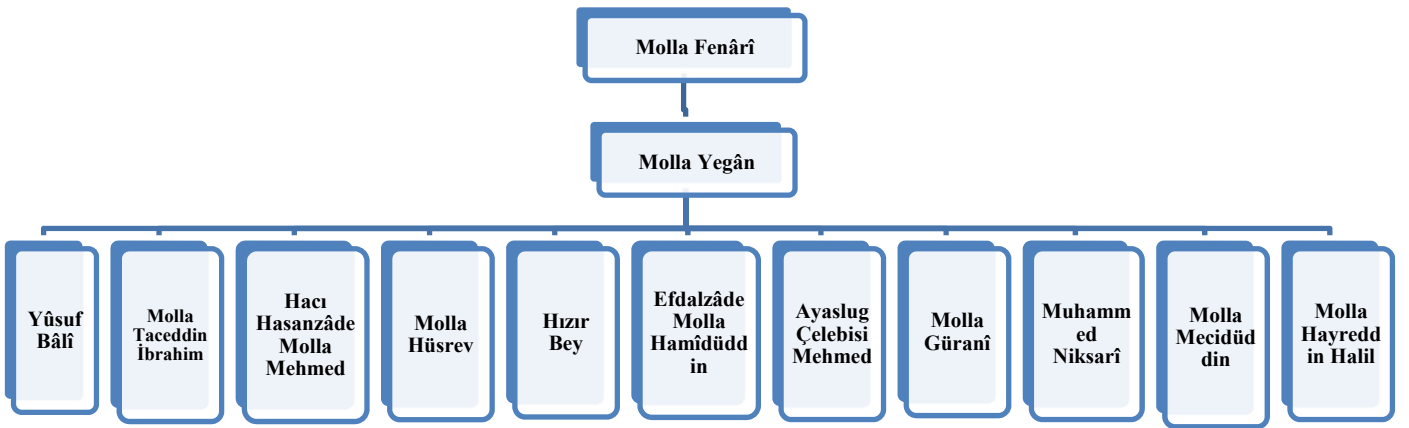 Molla Fenârî
Molla Yegân
Yûsuf
Bâlî
Molla
Taceddin
İbrahim
Hacı
Hasanzâde
Molla
Mehmed
Molla
Hüsrev
Hızır
Bey
Efdalzâde
Molla
Hamîdüdd
in
Ayaslug
Çelebisi
Mehmed
Molla
Güranî
Muhamm
ed
Niksarî
Molla
Mecidüd
din
Molla
Hayredd
in Halil